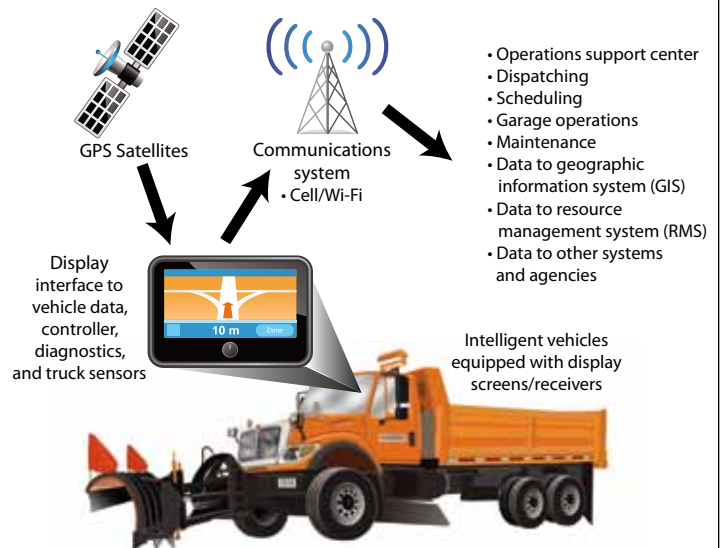 GPS Satellites
Communications
system
• Cell/Wi-Fi
• Operations support center
• Dispatching
• Scheduling
• Garage operations
• Maintenance
• Data to geographic
information system (GIS)
• Data to resource
management system (RMS)
• Data to other systems
and agencies
Display
interface to
vehicle data,
controller,
diagnostics,
and truck sensors
10 m
Done
Intelligent vehicles
equipped with display
screens/receivers